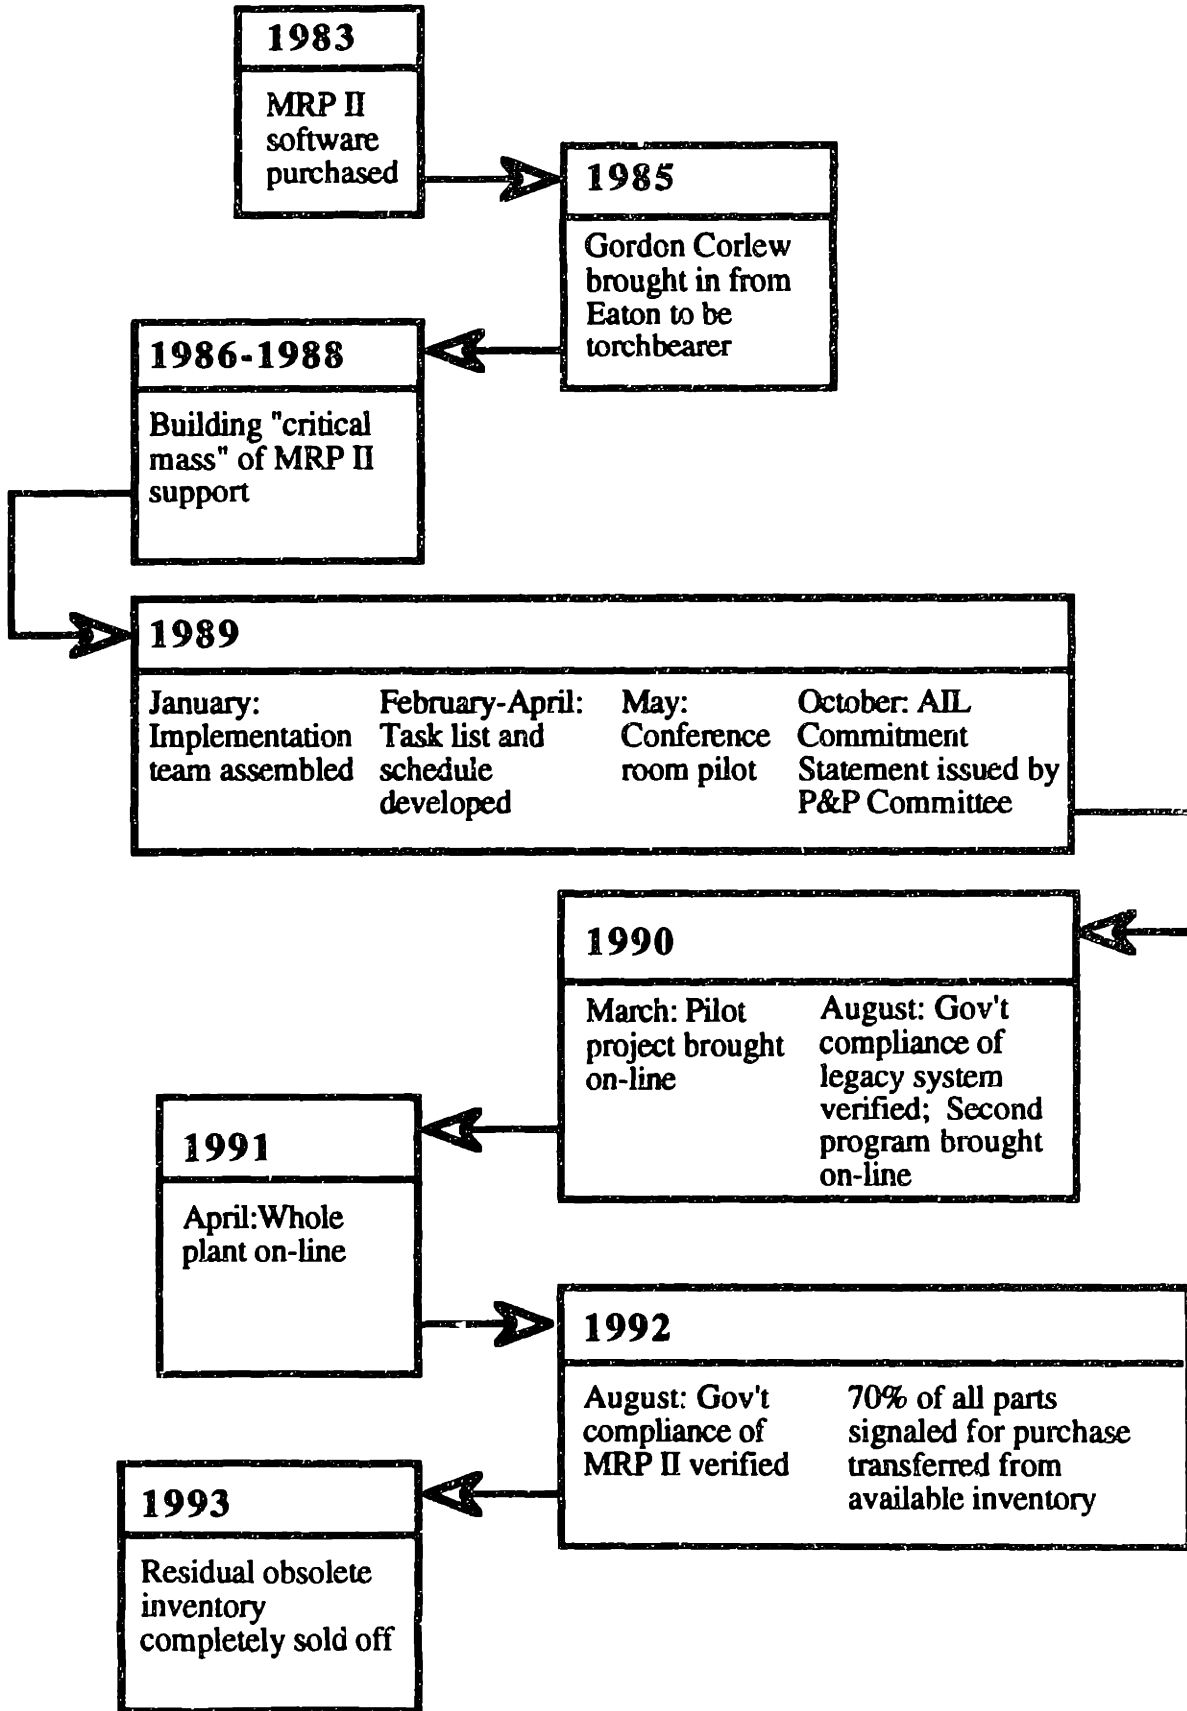 1983
MRP II
software
purchased
1985
Gordon Corlew
brought in from
Eaton to be
torchbearer
1986-1988
Building "critical
mass" of MRP II
support
1989
January:
Implementation
team assembled
February-April:
Task list and
schedule
developed
May:
Conference
room pilot
October: AIL
Commitment
Statement issued by
P&P Committee
1990
March: Pilot
project brought
on-line
August: Gov't
compliance of
legacy system
verified; Second
program brought
on-line
1991
April:Whole
plant on-line
1992
August: Gov't
compliance of
MRP II verified
70% of all parts
signaled for purchase
transferred from
available inventory
1993
Residual obsolete
inventory
completely sold off